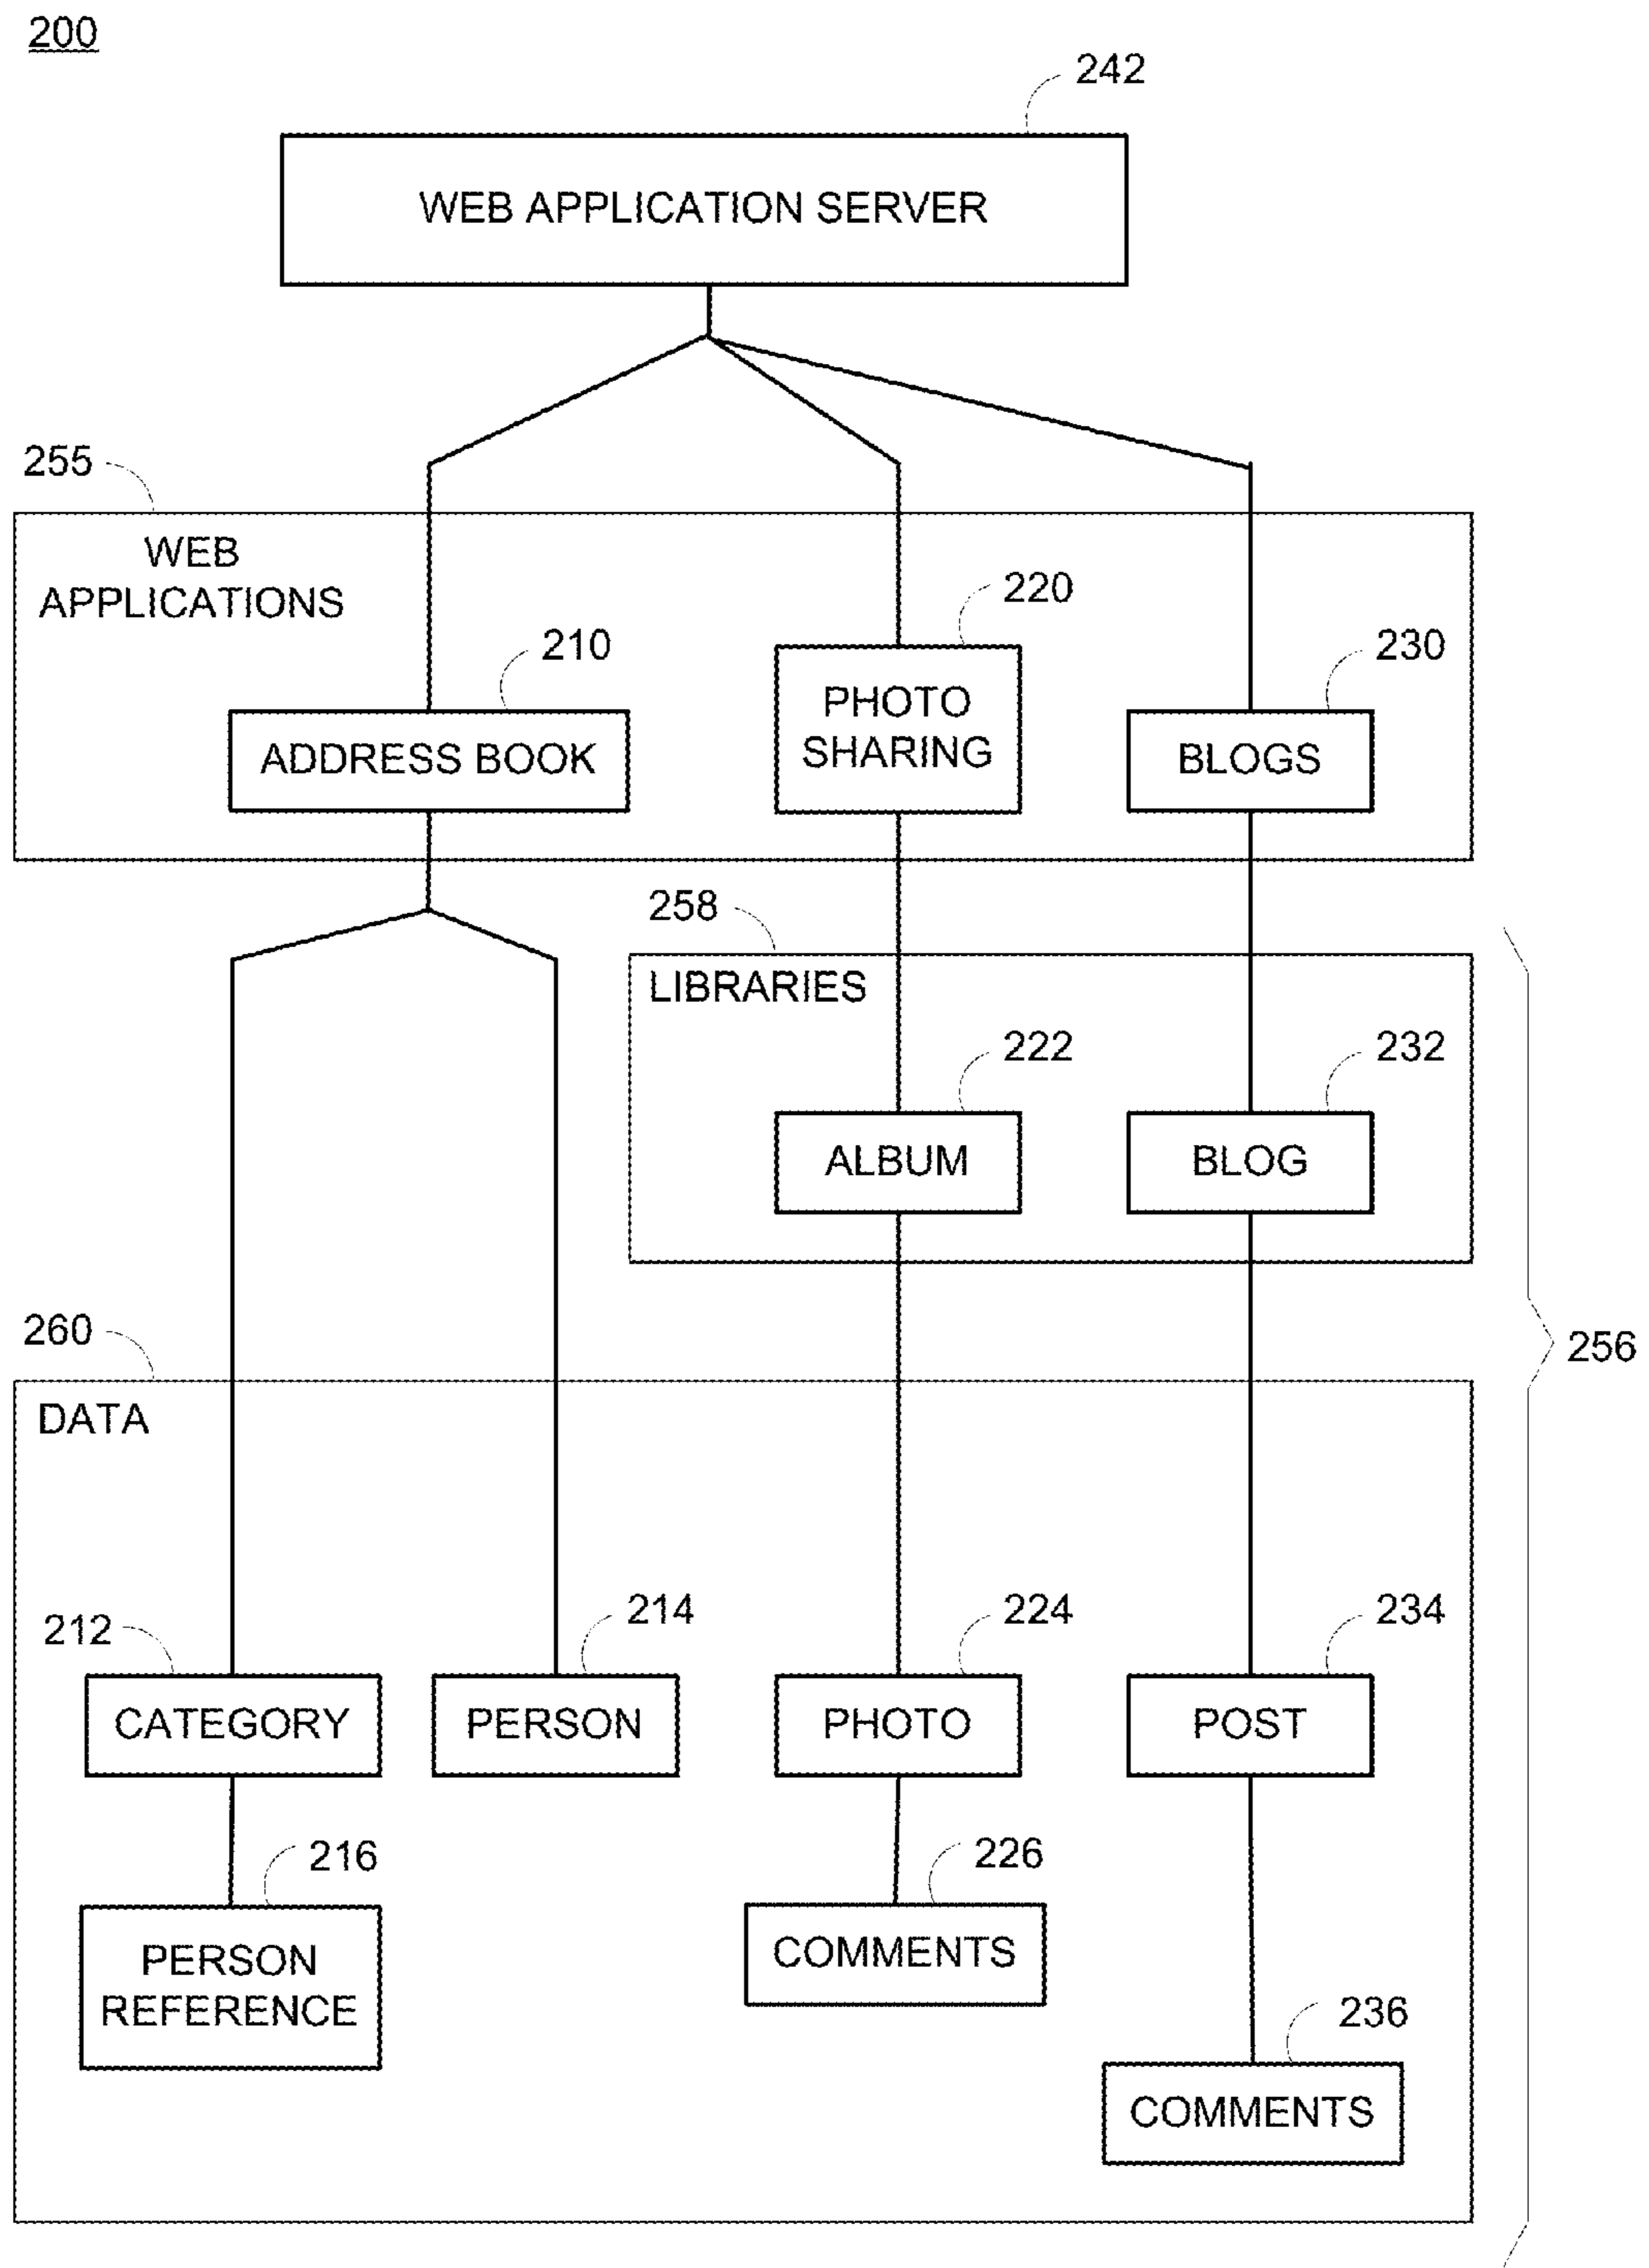 200
242
WEB APPLICATION SERVER
255
WEB
APPLICATIONS
220
210
230
PHOTO
SHARING
ADDRESS BOOK
BLOGS
258
LIBRARIES
222
232
ALBUM
BLOG
260
256
DATA
212
214
224
234
CATEGORY
PERSON
PHOTO
POST
216
226
PERSON
REFERENCE
COMMENTS
236
COMMENTS